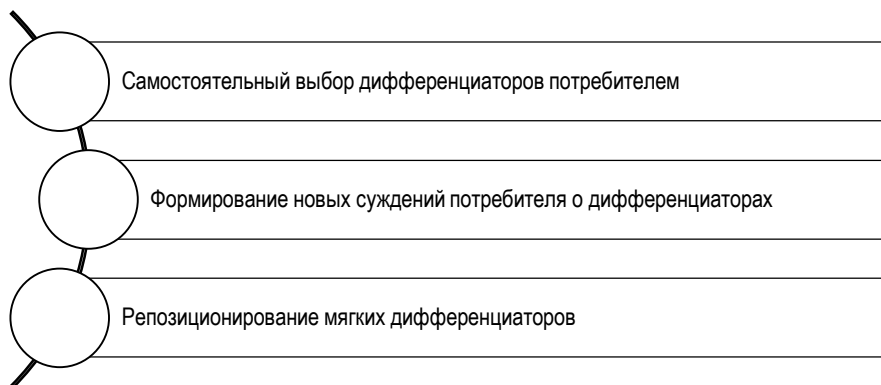 Самостоятельный выбор дифференциаторов потребителем
Формирование новых суждений потребителя о дифференциаторах
Репозиционирование мягких дифференциаторов